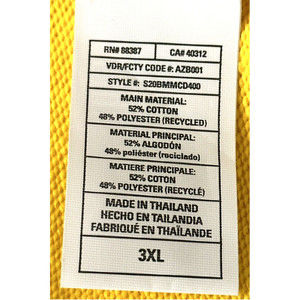 RN# 88387 CA# 40312
VDR/FCTY CODE #: AZB001
STYLE #: S20BMMCD400
MAIN MATERIAL:
52% COTTON
48% POLYESTER (RECYCLED)
MATERIAL PRINCIPAL:
52% ALGODÓN
48% poliéster (reciclado)
MATIERE PRINCIPALE:
52% COTON
48% POLYESTER (RECYCLÉ)
MADE IN THAILAND
HECHO EN TAILANDIA
FABRIQUÉ EN THAÏLANDE
3XL